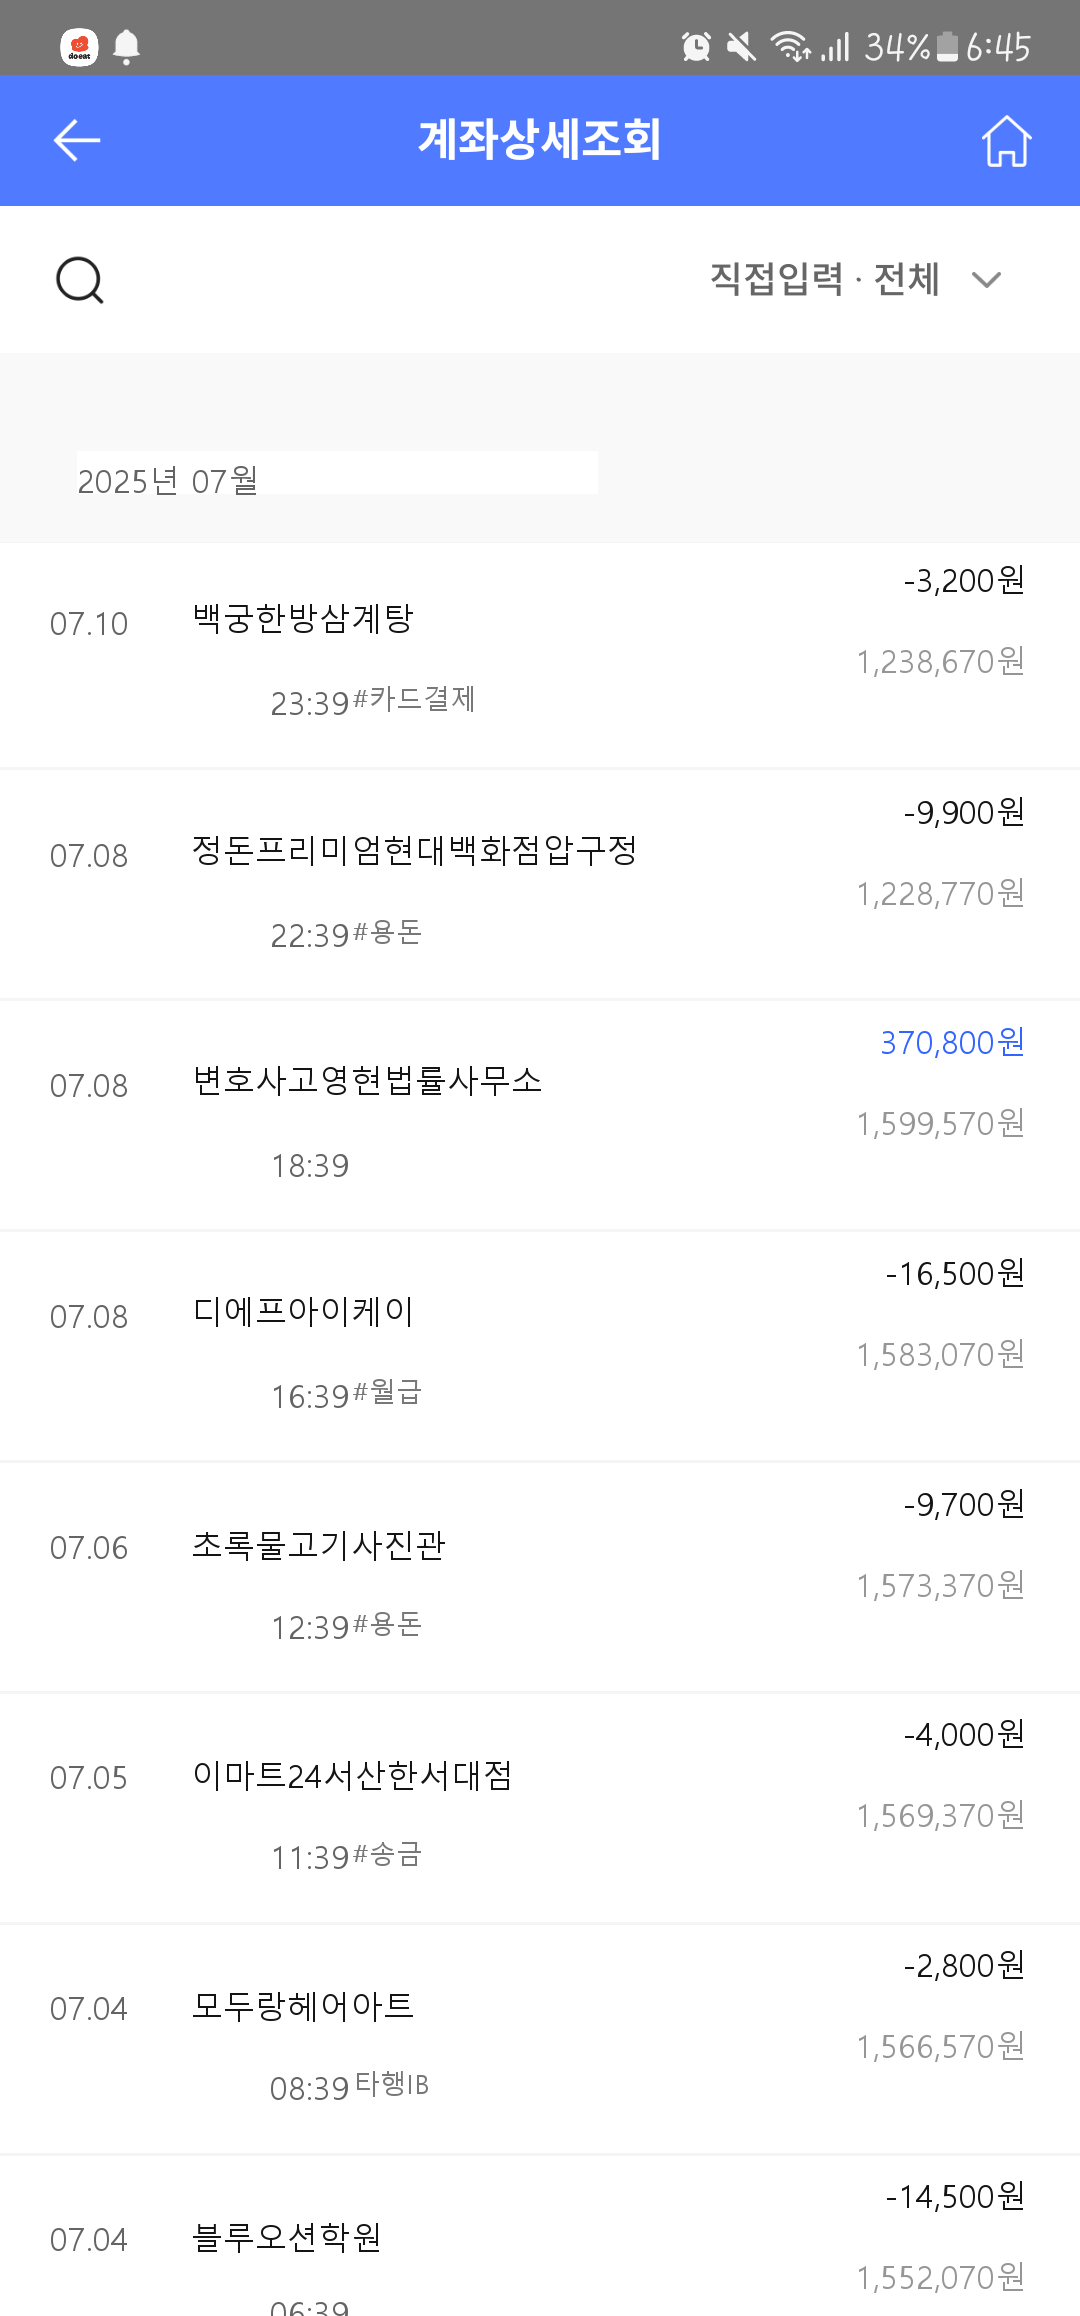 doeat 34% 6:45
계좌상세조회
직접입력 · 전체
2025년 07월
-3,200원
07.10 백궁한방삼계탕
1,238,670원
23:39 #카드결제
-9,900원
07.08 정돈프리미엄현대백화점압구정
1,228,770원
22:39 #용돈
370,800원
07.08 변호사고영현법률사무소
1,599,570원
18:39
-16,500원
07.08 디에프아이케이
1,583,070원
16:39 #월급
-9,700원
07.06 초록물고기사진관
1,573,370원
12:39 #용돈
-4,000원
07.05 이마트24서산한서대점
1,569,370원
11:39 #송금
-2,800원
07.04 모두랑헤어아트
1,566,570원
08:39 타행IB
-14,500원
07.04 블루오션학원
1,552,070원
06:39